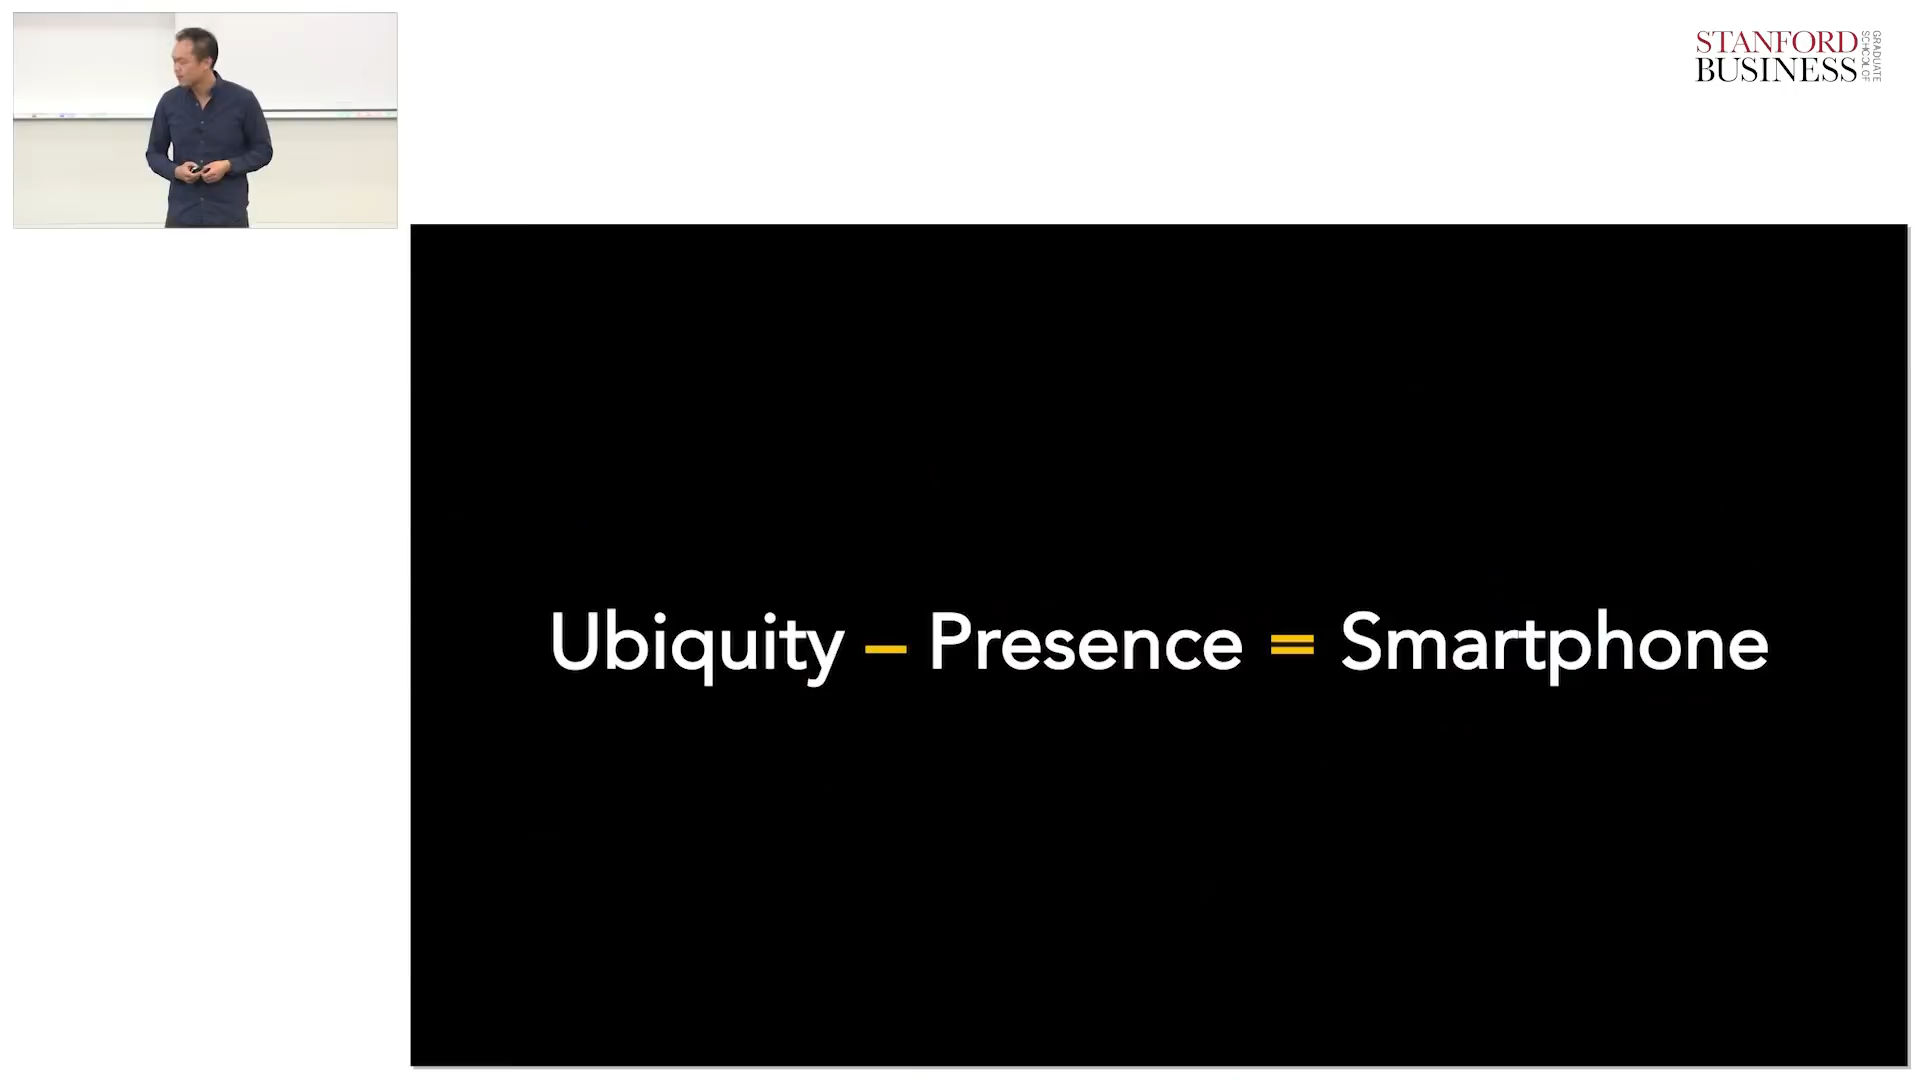 STANFORD
BUSINESS
GRADUATE
SCHOOL OF
Ubiquity – Presence = Smartphone